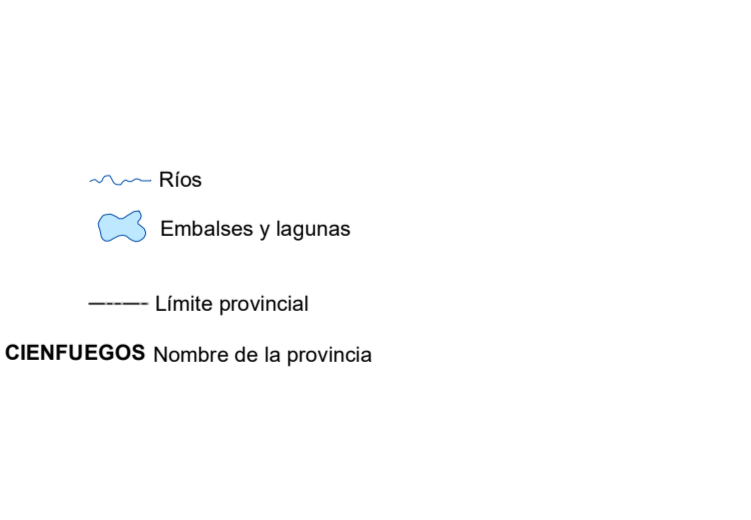 Ríos
Embalses y lagunas
Límite provincial
CIENFUEGOS Nombre de la provincia